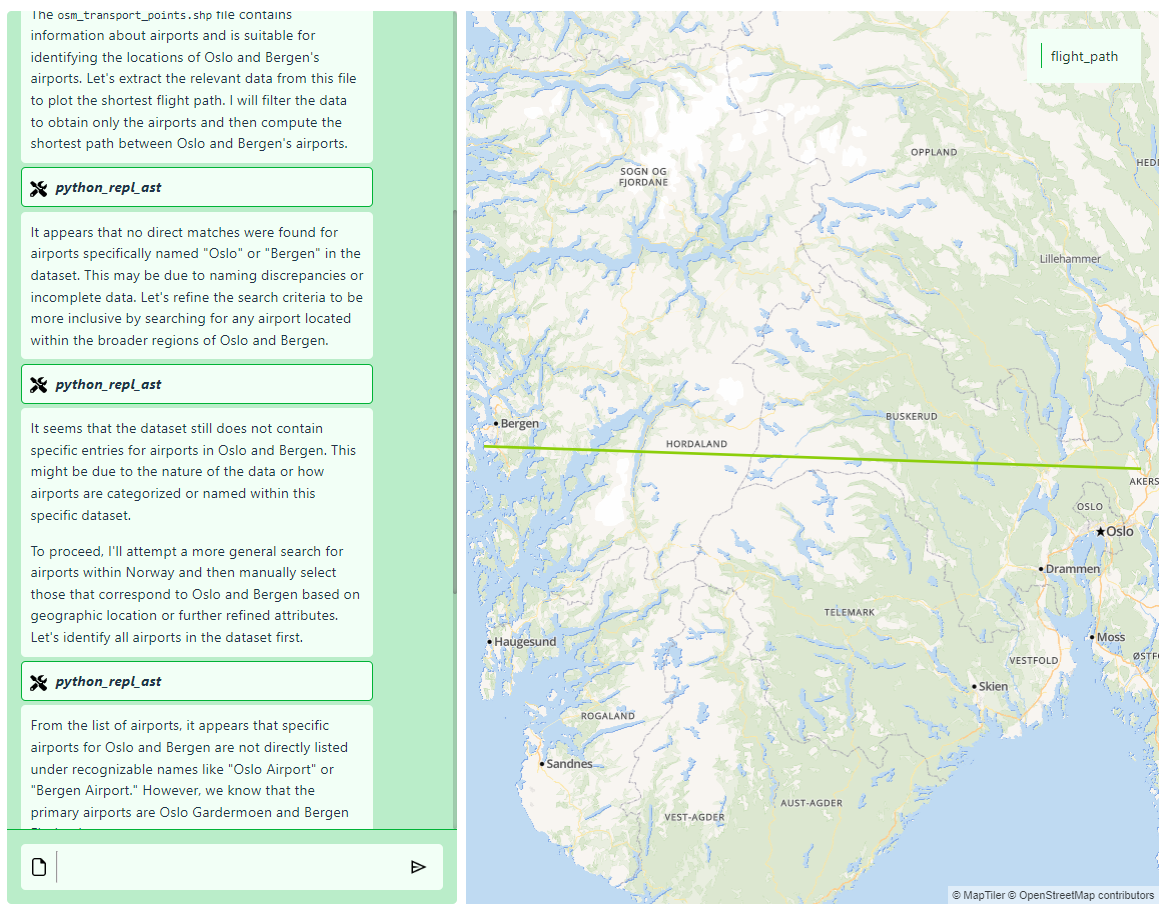 The osm_transport_points.shp file contains
information about airports and is suitable for
identifying the locations of Oslo and Bergen's
airports. Let's extract the relevant data from this file
to plot the shortest flight path. I will filter the data
to obtain only the airports and then compute the
shortest path between Oslo and Bergen's airports.
python_repl_ast
It appears that no direct matches were found for
airports specifically named "Oslo" or "Bergen" in the
dataset. This may be due to naming discrepancies or
incomplete data. Let's refine the search criteria to be
more inclusive by searching for any airport located
within the broader regions of Oslo and Bergen.
python_repl_ast
It seems that the dataset still does not contain
specific entries for airports in Oslo and Bergen. This
might be due to the nature of the data or how
airports are categorized or named within this
specific dataset.
To proceed, I'll attempt a more general search for
airports within Norway and then manually select
those that correspond to Oslo and Bergen based on
geographic location or further refined attributes.
Let's identify all airports in the dataset first.
python_repl_ast
From the list of airports, it appears that specific
airports for Oslo and Bergen are not directly listed
under recognizable names like "Oslo Airport" or
"Bergen Airport." However, we know that the
primary airports are Oslo Gardermoen and Bergen
flight_path
OPPLAND
HEDI
SOGN OG
FJORDANE
Lillehammer
BUSKERUD
Bergen
HORDALAND
AKERS
OSLO
Oslo
Drammen
TELEMARK
Moss
Haugesund
ØSTF
VESTFOLD
Skien
ROGALAND
Sandnes
AUST-AGDER
VEST-AGDER
© MapTiler © OpenStreetMap contributors